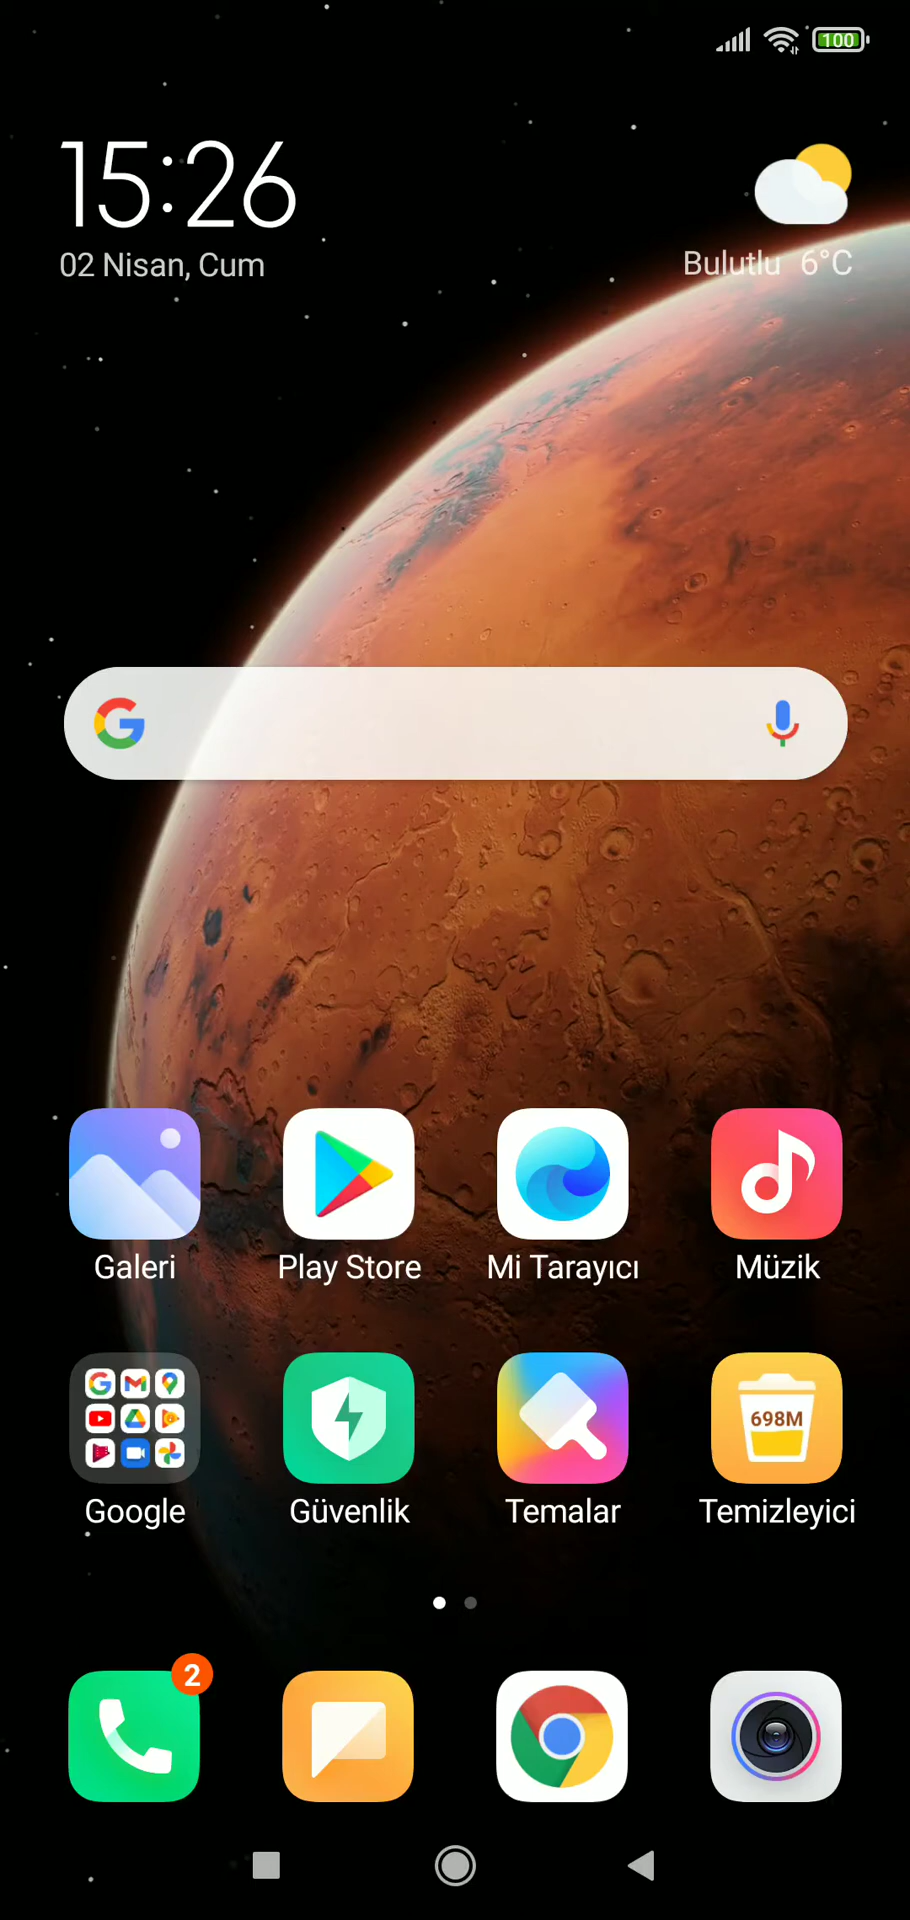 100
15:26
02 Nisan, Cum
Bulutlu 6°C
Galeri
Play Store
Mi Tarayıcı
Müzik
698M
Google
Güvenlik
Temalar
Temizleyici
2